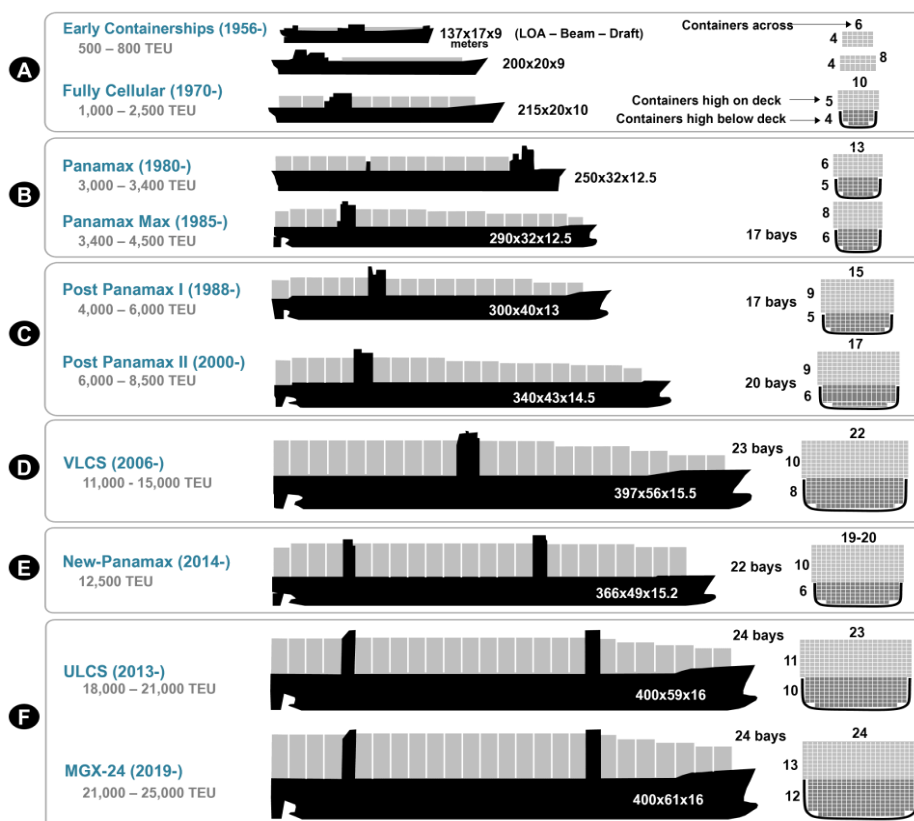 A
Early Containerships (1956-)
500 – 800 TEU
137x17x9 (LOA – Beam – Draft)
meters
200x20x9
Containers across
6
4
4
8
Fully Cellular (1970-)
1,000 – 2,500 TEU
215x20x10
10
Containers high on deck
5
Containers high below deck
4
B
Panamax (1980-)
3,000 – 3,400 TEU
250x32x12.5
13
6
5
Panamax Max (1985-)
3,400 – 4,500 TEU
290x32x12.5
17 bays
8
6
C
Post Panamax I (1988-)
4,000 – 6,000 TEU
300x40x13
17 bays
15
9
5
Post Panamax II (2000-)
6,000 – 8,500 TEU
340x43x14.5
20 bays
17
9
6
D
VLCS (2006-)
11,000 - 15,000 TEU
397x56x15.5
23 bays
22
10
8
E
New-Panamax (2014-)
12,500 TEU
366x49x15.2
22 bays
19-20
10
6
F
ULCS (2013-)
18,000 – 21,000 TEU
400x59x16
24 bays
23
11
10
MGX-24 (2019-)
21,000 – 25,000 TEU
400x61x16
24 bays
24
13
12